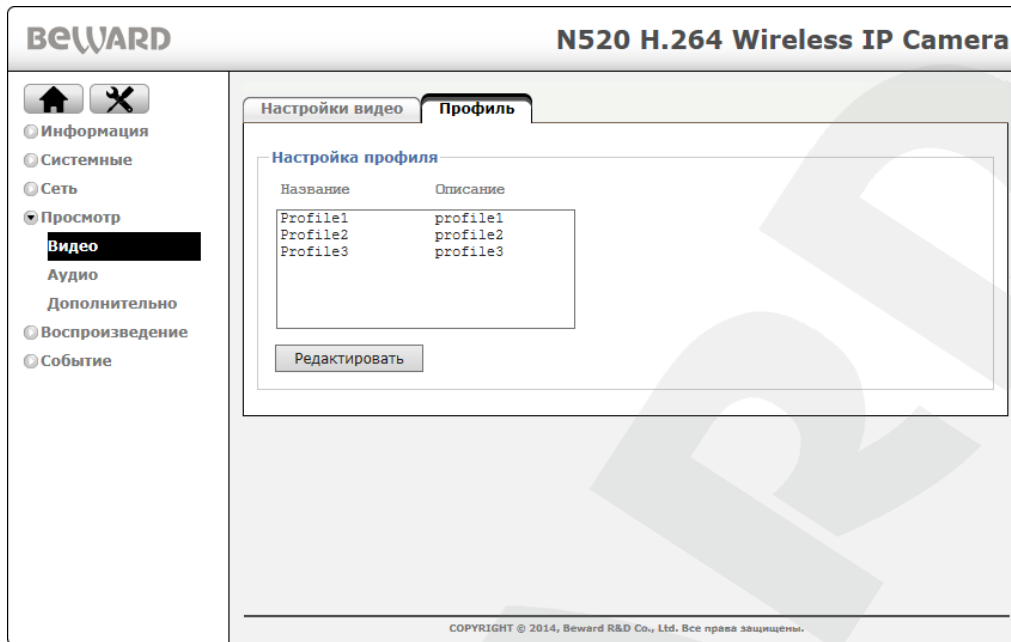 BEWARD
N520 H.264 Wireless IP Camera
Информация
Системные
Сеть
Просмотр
Видео
Аудио
Дополнительно
Воспроизведение
Событие
Настройки видео
Профиль
Настройка профиля
Название Описание
Profile1 profile1
Profile2 profile2
Profile3 profile3
Редактировать
COPYRIGHT © 2014, Beward R&D Co., Ltd. Все права защищены.